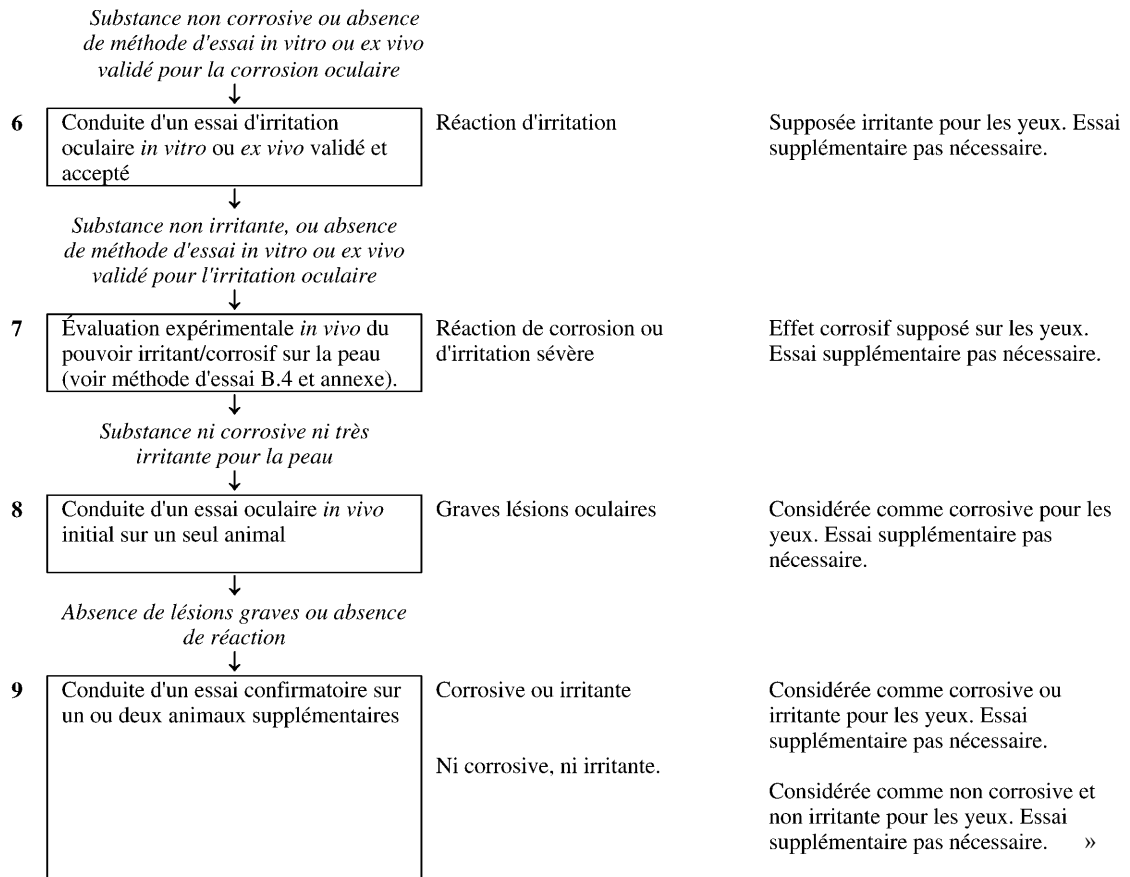 Substance non corrosive ou absence
de méthode d'essai in vitro ou ex vivo
validé pour la corrosion oculaire
↓
6 Conduite d'un essai d'irritation
oculaire in vitro ou ex vivo validé et
accepté
Réaction d'irritation
Supposée irritante pour les yeux. Essai
supplémentaire pas nécessaire.
↓
Substance non irritante, ou absence
de méthode d'essai in vitro ou ex vivo
validé pour l'irritation oculaire
↓
7 Évaluation expérimentale in vivo du
pouvoir irritant/corrosif sur la peau
(voir méthode d'essai B.4 et annexe).
Réaction de corrosion ou
d'irritation sévère
Effet corrosif supposé sur les yeux.
Essai supplémentaire pas nécessaire.
↓
Substance ni corrosive ni très
irritante pour la peau
↓
8 Conduite d'un essai oculaire in vivo
initial sur un seul animal
Graves lésions oculaires
Considérée comme corrosive pour les
yeux. Essai supplémentaire pas
nécessaire.
↓
Absence de lésions graves ou absence
de réaction
↓
9 Conduite d'un essai confirmatoire sur
un ou deux animaux supplémentaires
Corrosive ou irritante
Considérée comme corrosive ou
irritante pour les yeux. Essai
supplémentaire pas nécessaire.
Ni corrosive, ni irritante.
Considérée comme non corrosive et
non irritante pour les yeux. Essai
supplémentaire pas nécessaire. »